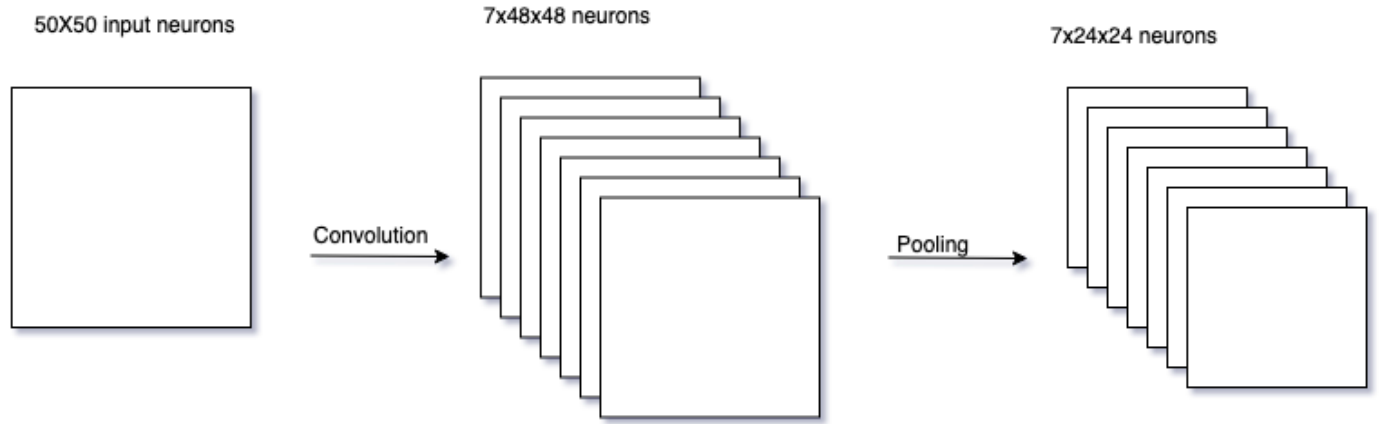 50X50 input neurons
7x48x48 neurons
7x24x24 neurons
Convolution
Pooling